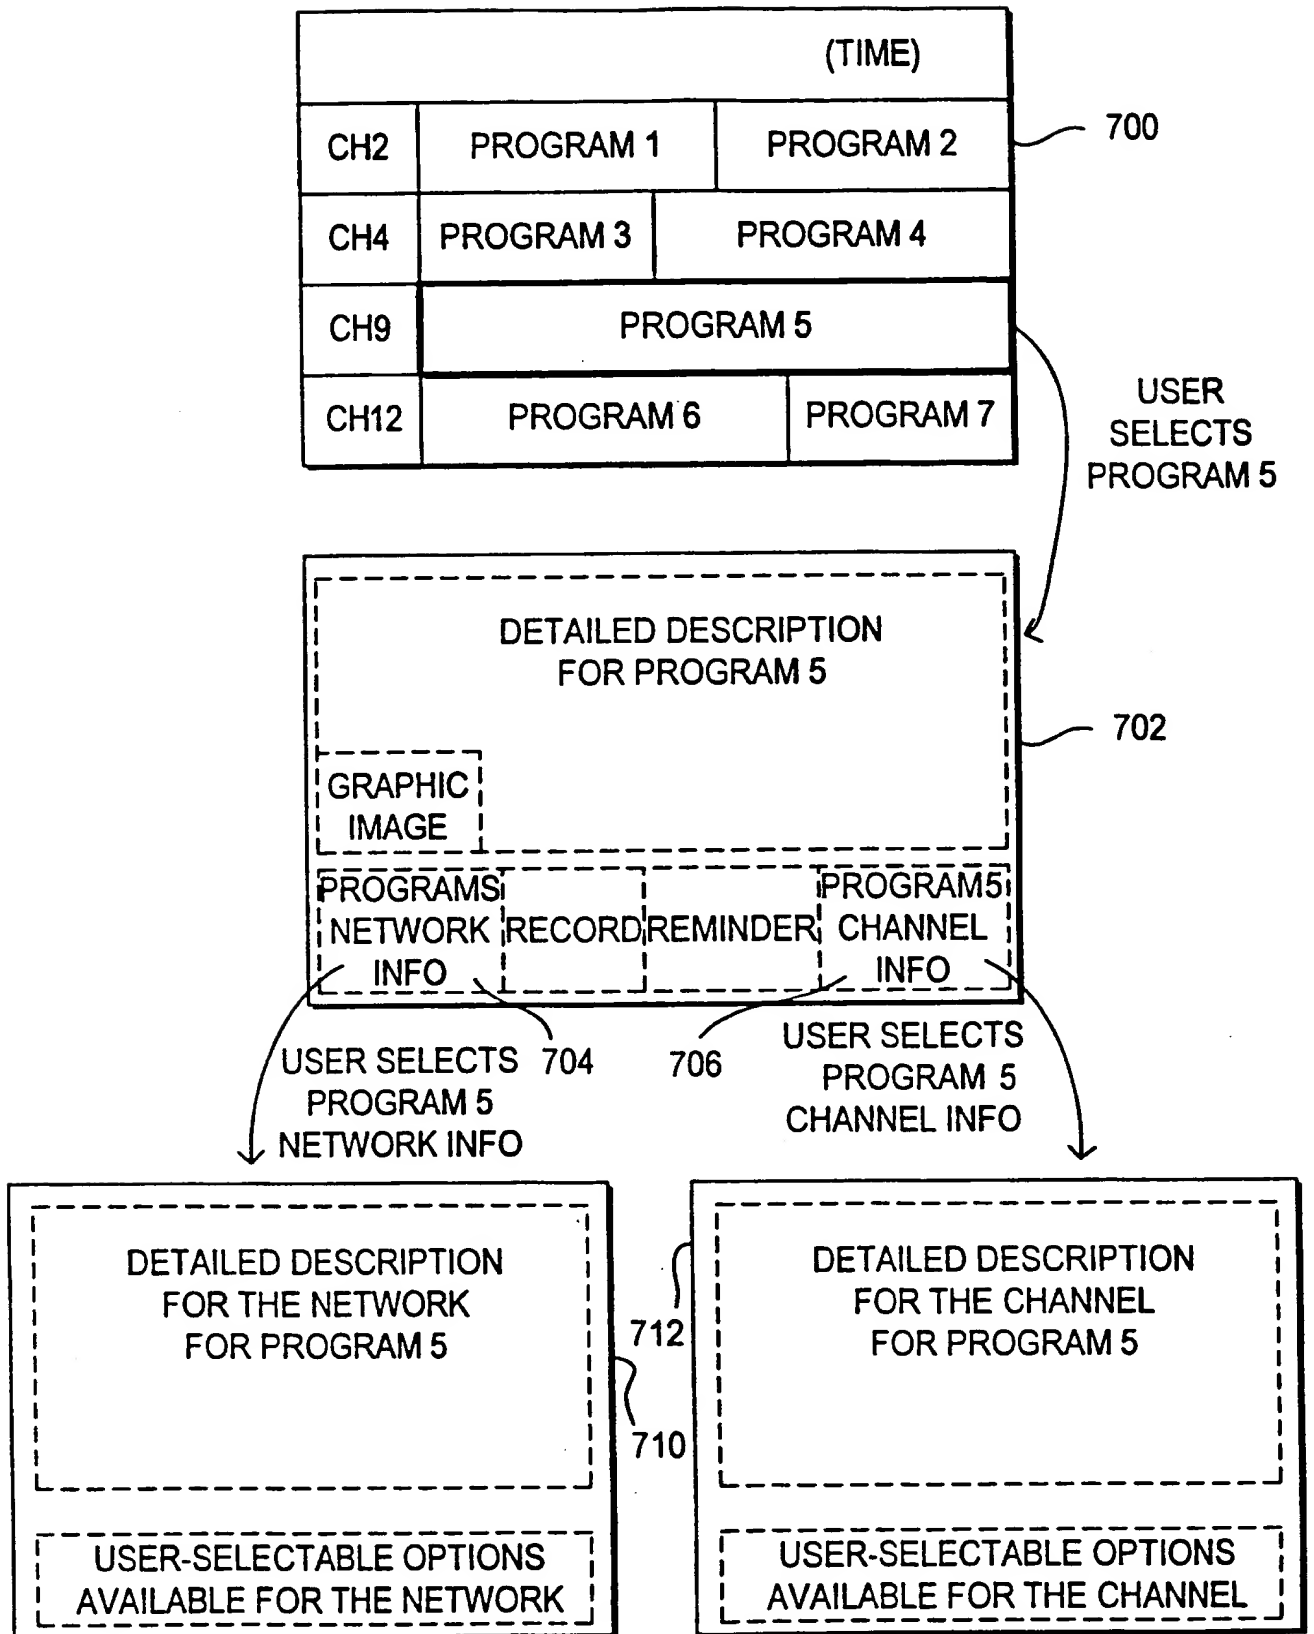 (TIME)
CH2 PROGRAM 1 PROGRAM 2
700
CH4 PROGRAM 3 PROGRAM 4
CH9 PROGRAM 5
CH12 PROGRAM 6 PROGRAM 7
USER
SELECTS
PROGRAM 5
DETAILED DESCRIPTION
FOR PROGRAM 5
702
GRAPHIC
IMAGE
PROGRAMS
NETWORK
INFO
RECORD
REMINDER
PROGRAM5
CHANNEL
INFO
704
706
USER SELECTS
PROGRAM 5
NETWORK INFO
USER SELECTS
PROGRAM 5
CHANNEL INFO
DETAILED DESCRIPTION
FOR THE NETWORK
FOR PROGRAM 5
710
USER-SELECTABLE OPTIONS
AVAILABLE FOR THE NETWORK
712
DETAILED DESCRIPTION
FOR THE CHANNEL
FOR PROGRAM 5
USER-SELECTABLE OPTIONS
AVAILABLE FOR THE CHANNEL